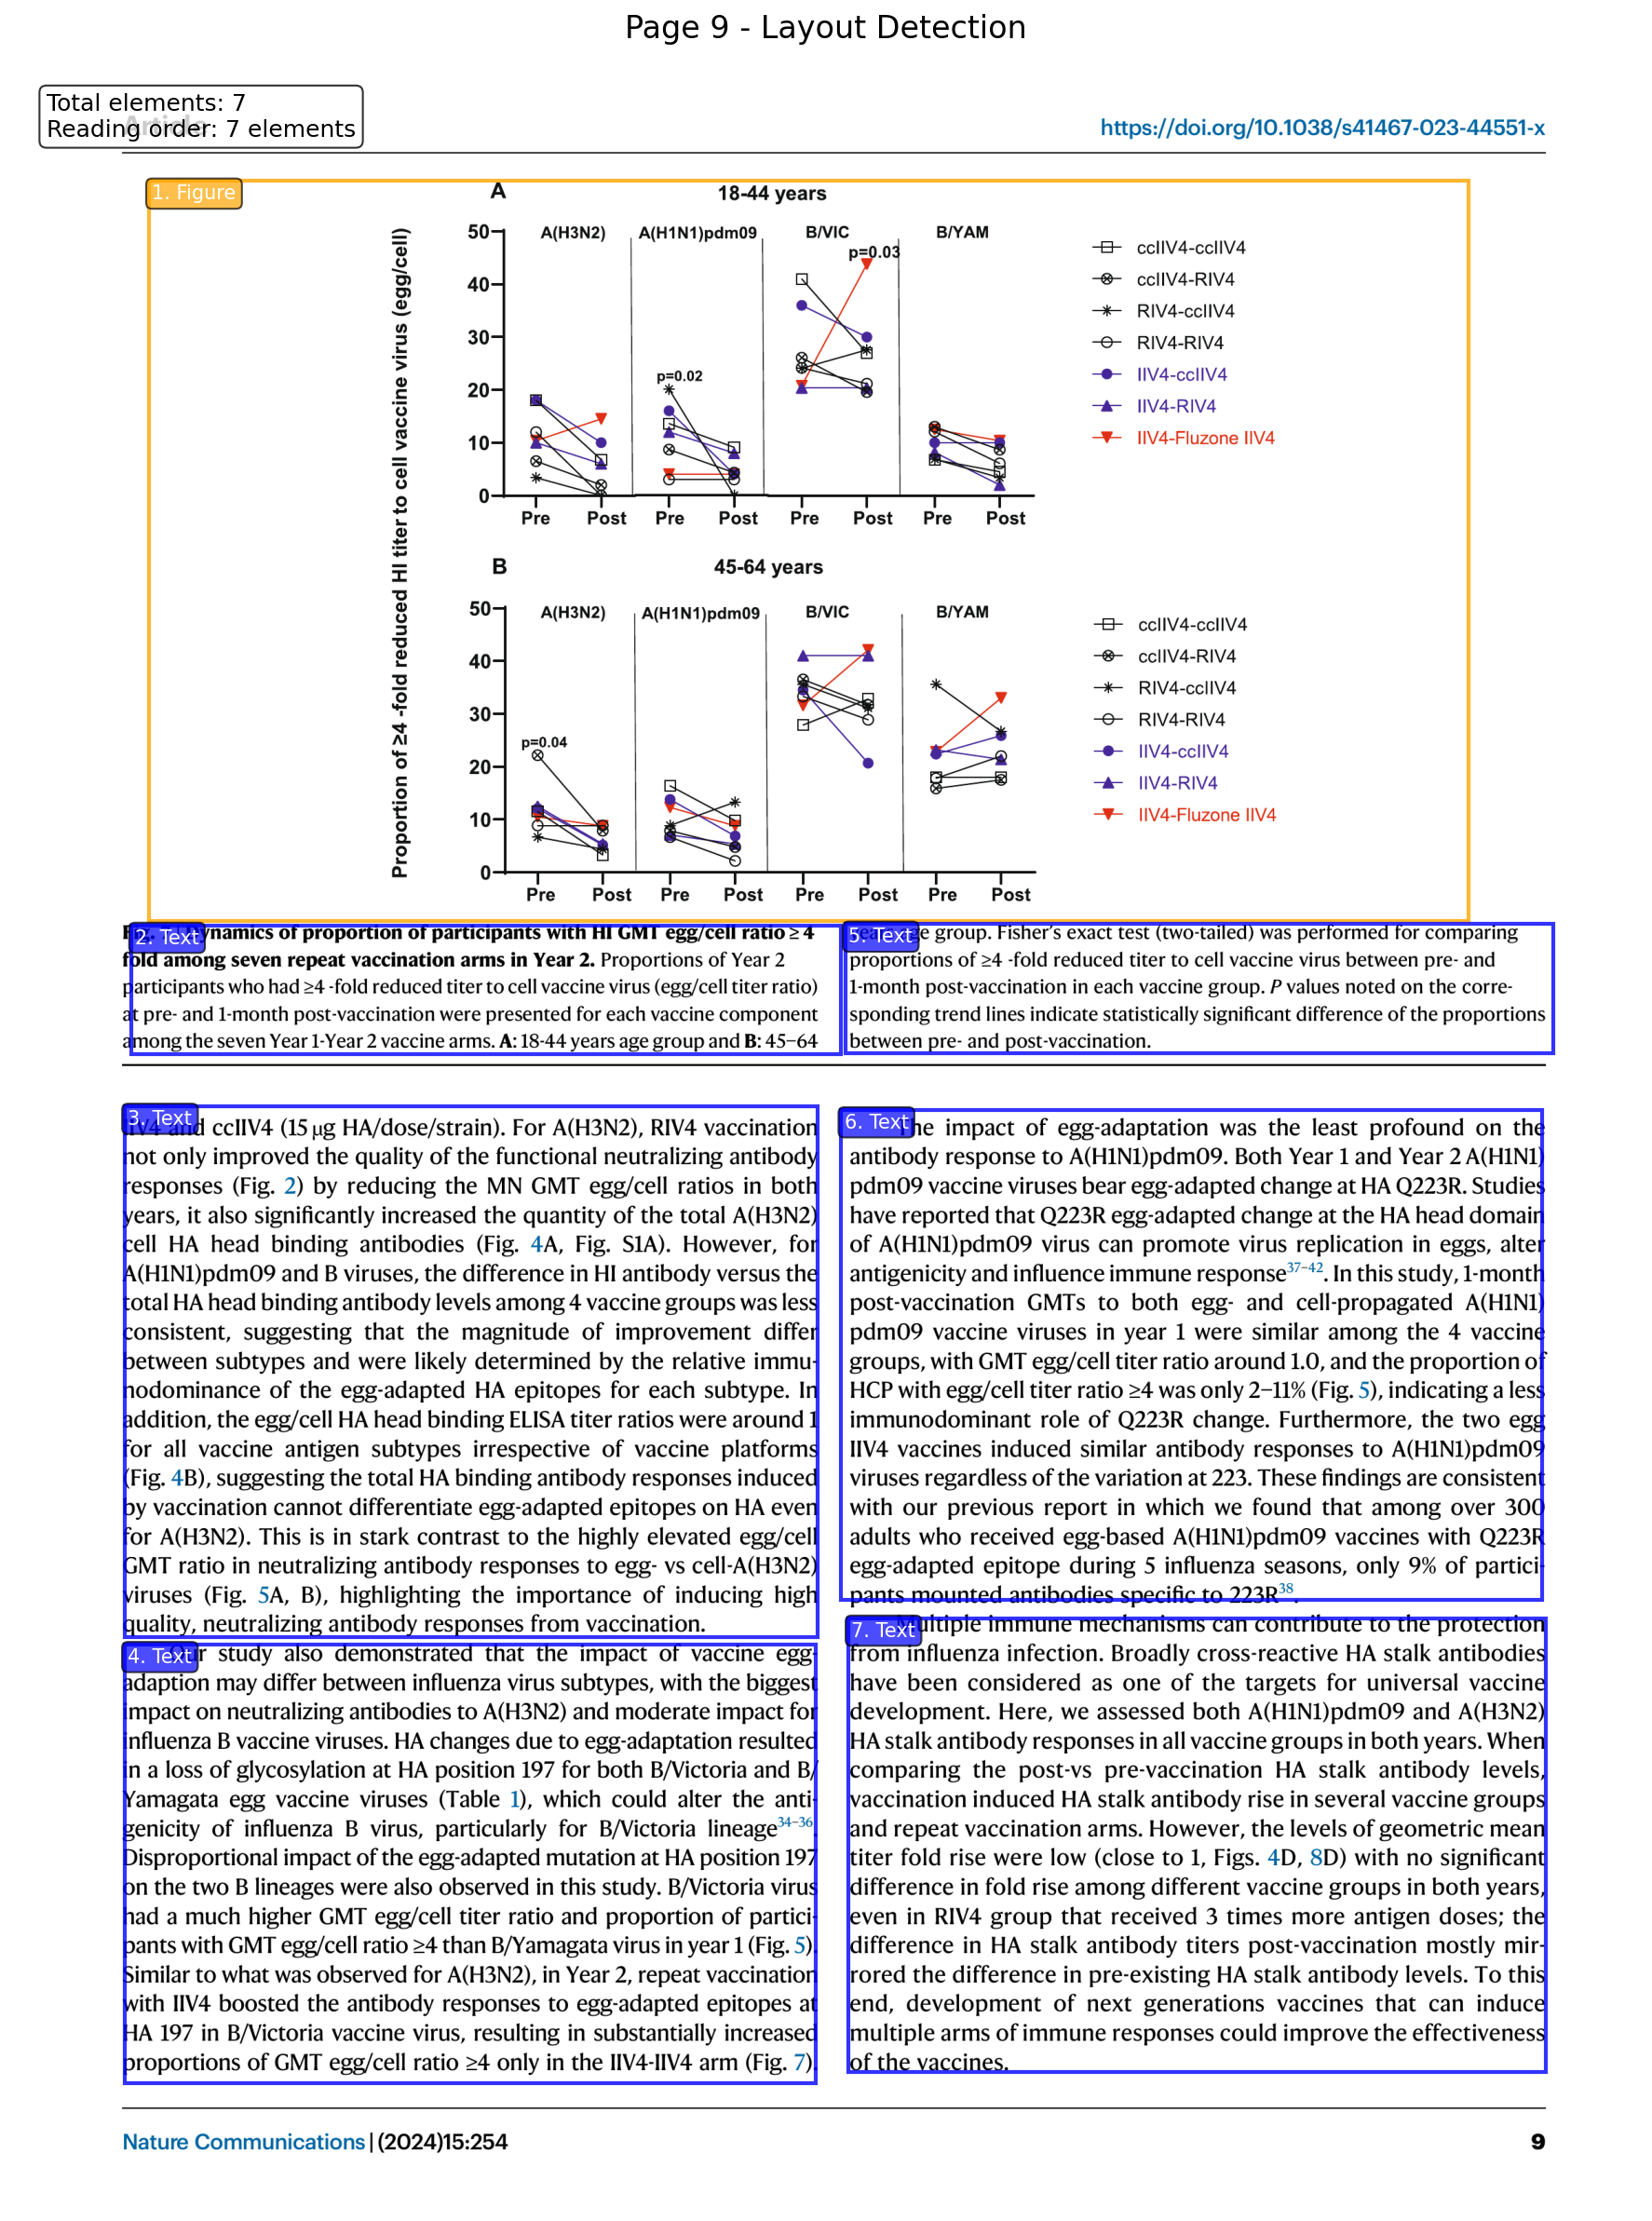 Page 9 - Layout Detection
Total elements: 7
Reading order: 7 elements
Article
https://doi.org/10.1038/s41467-023-44551-x
1. Figure
Proportion of ≥4 -fold reduced HI titer to cell vaccine virus (egg/cell)
A
18-44 years
50
40
30
20
10
0
A(H3N2)
A(H1N1)pdm09
B/VIC
B/YAM
p=0.02
p=0.03
Pre Post Pre Post Pre Post Pre Post
ccIIV4-ccIIV4
ccIIV4-RIV4
RIV4-ccIIV4
RIV4-RIV4
IIV4-ccIIV4
IIV4-RIV4
IIV4-Fluzone IIV4
B
45-64 years
50
40
30
20
10
0
A(H3N2)
A(H1N1)pdm09
B/VIC
B/YAM
p=0.04
Pre Post Pre Post Pre Post Pre Post
ccIIV4-ccIIV4
ccIIV4-RIV4
RIV4-ccIIV4
RIV4-RIV4
IIV4-ccIIV4
IIV4-RIV4
IIV4-Fluzone IIV4
2. Text
Dynamics of proportion of participants with HI GMT egg/cell ratio ≥ 4
fold among seven repeat vaccination arms in Year 2. Proportions of Year 2
participants who had ≥4 -fold reduced titer to cell vaccine virus (egg/cell titer ratio)
at pre- and 1-month post-vaccination were presented for each vaccine component
among the seven Year 1-Year 2 vaccine arms. A: 18-44 years age group and B: 45–64
3. Text
IIV4 and ccIIV4 (15 μg HA/dose/strain). For A(H3N2), RIV4 vaccination
not only improved the quality of the functional neutralizing antibody
responses (Fig. 2) by reducing the MN GMT egg/cell ratios in both
years, it also significantly increased the quantity of the total A(H3N2)
cell HA head binding antibodies (Fig. 4A, Fig. S1A). However, for
A(H1N1)pdm09 and B viruses, the difference in HI antibody versus the
total HA head binding antibody levels among 4 vaccine groups was less
consistent, suggesting that the magnitude of improvement differ
between subtypes and were likely determined by the relative immu-
nodominance of the egg-adapted HA epitopes for each subtype. In
addition, the egg/cell HA head binding ELISA titer ratios were around 1
for all vaccine antigen subtypes irrespective of vaccine platforms
(Fig. 4B), suggesting the total HA binding antibody responses induced
by vaccination cannot differentiate egg-adapted epitopes on HA even
for A(H3N2). This is in stark contrast to the highly elevated egg/cell
GMT ratio in neutralizing antibody responses to egg- vs cell-A(H3N2)
viruses (Fig. 5A, B), highlighting the importance of inducing high
quality, neutralizing antibody responses from vaccination.
4. Text
Our study also demonstrated that the impact of vaccine egg-
adaption may differ between influenza virus subtypes, with the biggest
impact on neutralizing antibodies to A(H3N2) and moderate impact for
influenza B vaccine viruses. HA changes due to egg-adaptation resulted
in a loss of glycosylation at HA position 197 for both B/Victoria and B/
Yamagata egg vaccine viruses (Table 1), which could alter the anti-
genicity of influenza B virus, particularly for B/Victoria lineage34–36.
Disproportional impact of the egg-adapted mutation at HA position 197
on the two B lineages were also observed in this study. B/Victoria virus
had a much higher GMT egg/cell titer ratio and proportion of partici-
pants with GMT egg/cell ratio ≥4 than B/Yamagata virus in year 1 (Fig. 5).
Similar to what was observed for A(H3N2), in Year 2, repeat vaccination
with IIV4 boosted the antibody responses to egg-adapted epitopes at
HA 197 in B/Victoria vaccine virus, resulting in substantially increased
proportions of GMT egg/cell ratio ≥4 only in the IIV4-IIV4 arm (Fig. 7).
5. Text
age group. Fisher's exact test (two-tailed) was performed for comparing
proportions of ≥4 -fold reduced titer to cell vaccine virus between pre- and
1-month post-vaccination in each vaccine group. P values noted on the corre-
sponding trend lines indicate statistically significant difference of the proportions
between pre- and post-vaccination.
6. Text
The impact of egg-adaptation was the least profound on the
antibody response to A(H1N1)pdm09. Both Year 1 and Year 2 A(H1N1)
pdm09 vaccine viruses bear egg-adapted change at HA Q223R. Studies
have reported that Q223R egg-adapted change at the HA head domain
of A(H1N1)pdm09 virus can promote virus replication in eggs, alter
antigenicity and influence immune response37–42. In this study, 1-month
post-vaccination GMTs to both egg- and cell-propagated A(H1N1)
pdm09 vaccine viruses in year 1 were similar among the 4 vaccine
groups, with GMT egg/cell titer ratio around 1.0, and the proportion of
HCP with egg/cell titer ratio ≥4 was only 2–11% (Fig. 5), indicating a less
immunodominant role of Q223R change. Furthermore, the two egg
IIV4 vaccines induced similar antibody responses to A(H1N1)pdm09
viruses regardless of the variation at 223. These findings are consistent
with our previous report in which we found that among over 300
adults who received egg-based A(H1N1)pdm09 vaccines with Q223R
egg-adapted epitope during 5 influenza seasons, only 9% of partici-
pants mounted antibodies specific to 223R38.
7. Text
Multiple immune mechanisms can contribute to the protection
from influenza infection. Broadly cross-reactive HA stalk antibodies
have been considered as one of the targets for universal vaccine
development. Here, we assessed both A(H1N1)pdm09 and A(H3N2)
HA stalk antibody responses in all vaccine groups in both years. When
comparing the post-vs pre-vaccination HA stalk antibody levels,
vaccination induced HA stalk antibody rise in several vaccine groups
and repeat vaccination arms. However, the levels of geometric mean
titer fold rise were low (close to 1, Figs. 4D, 8D) with no significant
difference in fold rise among different vaccine groups in both years,
even in RIV4 group that received 3 times more antigen doses; the
difference in HA stalk antibody titers post-vaccination mostly mir-
rored the difference in pre-existing HA stalk antibody levels. To this
end, development of next generations vaccines that can induce
multiple arms of immune responses could improve the effectiveness
of the vaccines.
Nature Communications | (2024)15:254
9